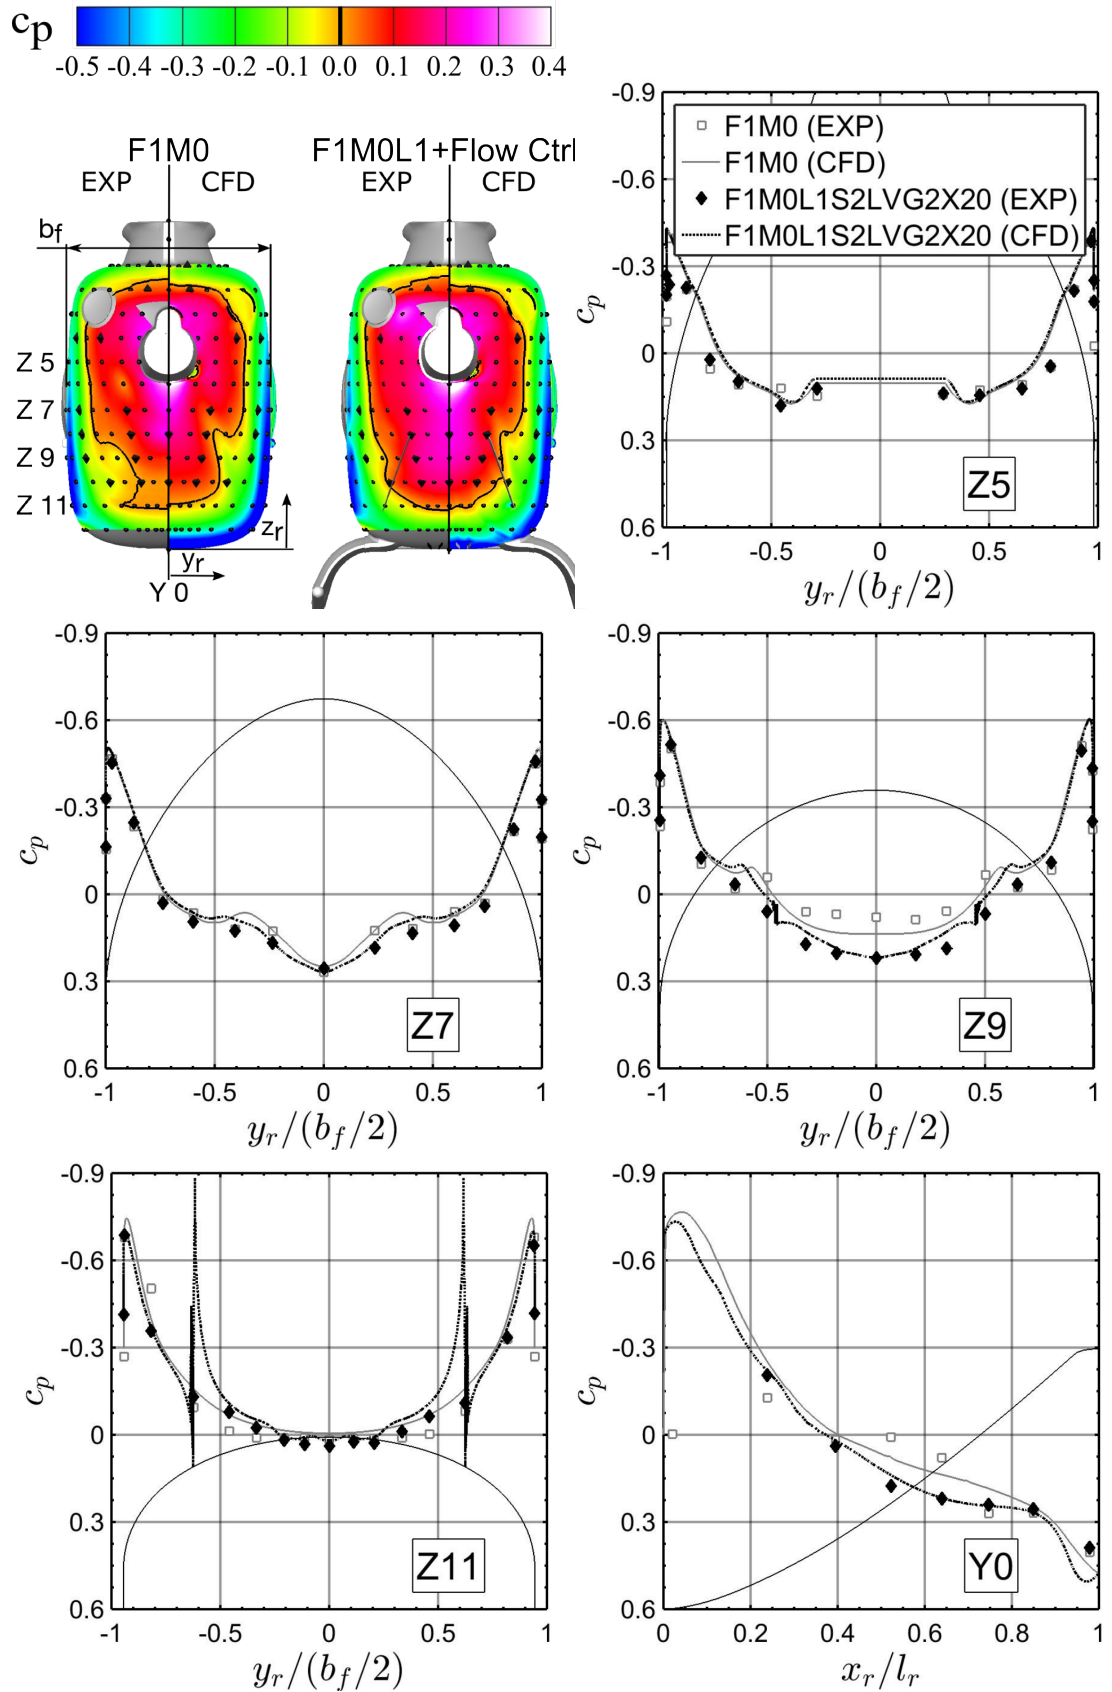 cp
-0.5 -0.4 -0.3 -0.2 -0.1 0.0 0.1 0.2 0.3 0.4
F1M0
EXP CFD
F1M0L1+Flow Ctrl
EXP CFD
bf
Z 5
Z 7
Z 9
Z 11
zr
yr
Y 0
-0.9
-0.6
-0.3
0
0.3
0.6
cp
F1M0 (EXP)
F1M0 (CFD)
F1M0L1S2LVG2X20 (EXP)
F1M0L1S2LVG2X20 (CFD)
Z5
-1 -0.5 0 0.5 1
yr/(bf/2)
-0.9
-0.6
-0.3
0
0.3
0.6
cp
Z7
-1 -0.5 0 0.5 1
yr/(bf/2)
-0.9
-0.6
-0.3
0
0.3
0.6
cp
Z9
-1 -0.5 0 0.5 1
yr/(bf/2)
-0.9
-0.6
-0.3
0
0.3
0.6
cp
Z11
-1 -0.5 0 0.5 1
yr/(bf/2)
-0.9
-0.6
-0.3
0
0.3
0.6
cp
Y0
0 0.2 0.4 0.6 0.8 1
xr/lr